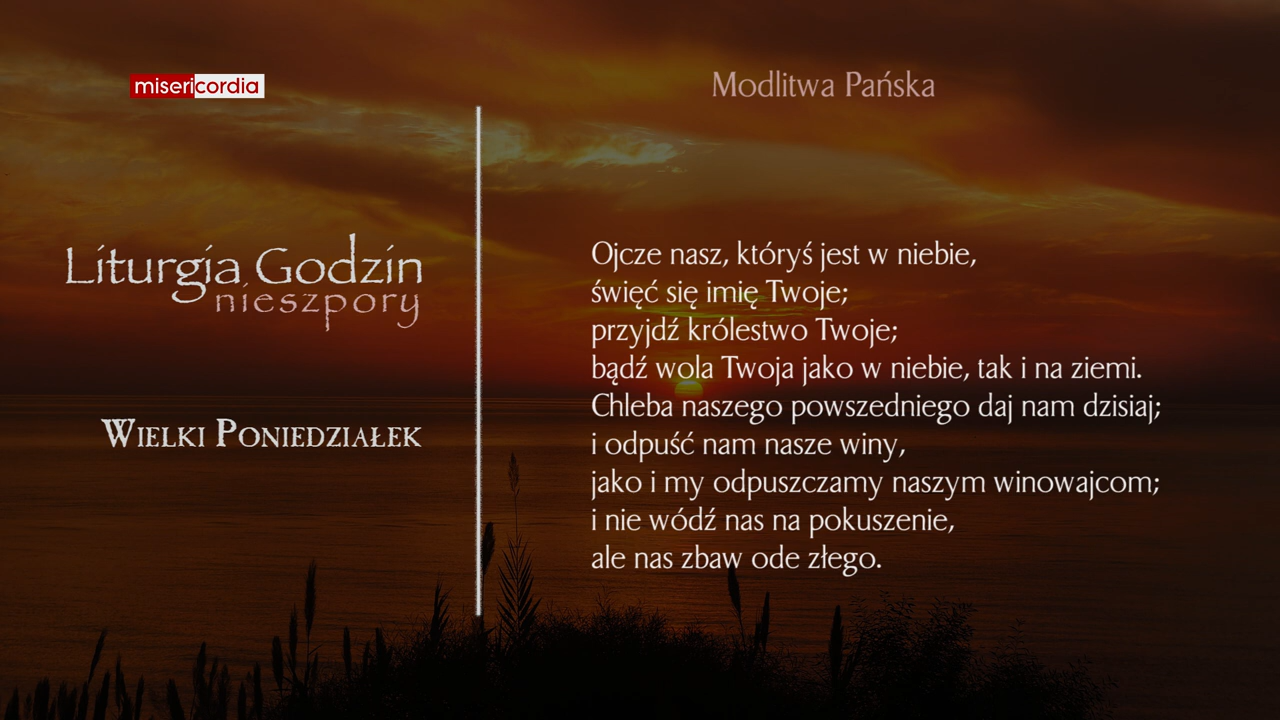 misericordia
Liturgia Godzin
nieszpory
Wielki Poniedziałek
Modlitwa Pańska
Ojcze nasz, któryś jest w niebie,
święć się imię Twoje;
przyjdź królestwo Twoje;
bądź wola Twoja jako w niebie, tak i na ziemi.
Chleba naszego powszedniego daj nam dzisiaj;
i odpuść nam nasze winy,
jako i my odpuszczamy naszym winowajcom;
i nie wódź nas na pokuszenie,
ale nas zbaw ode złego.